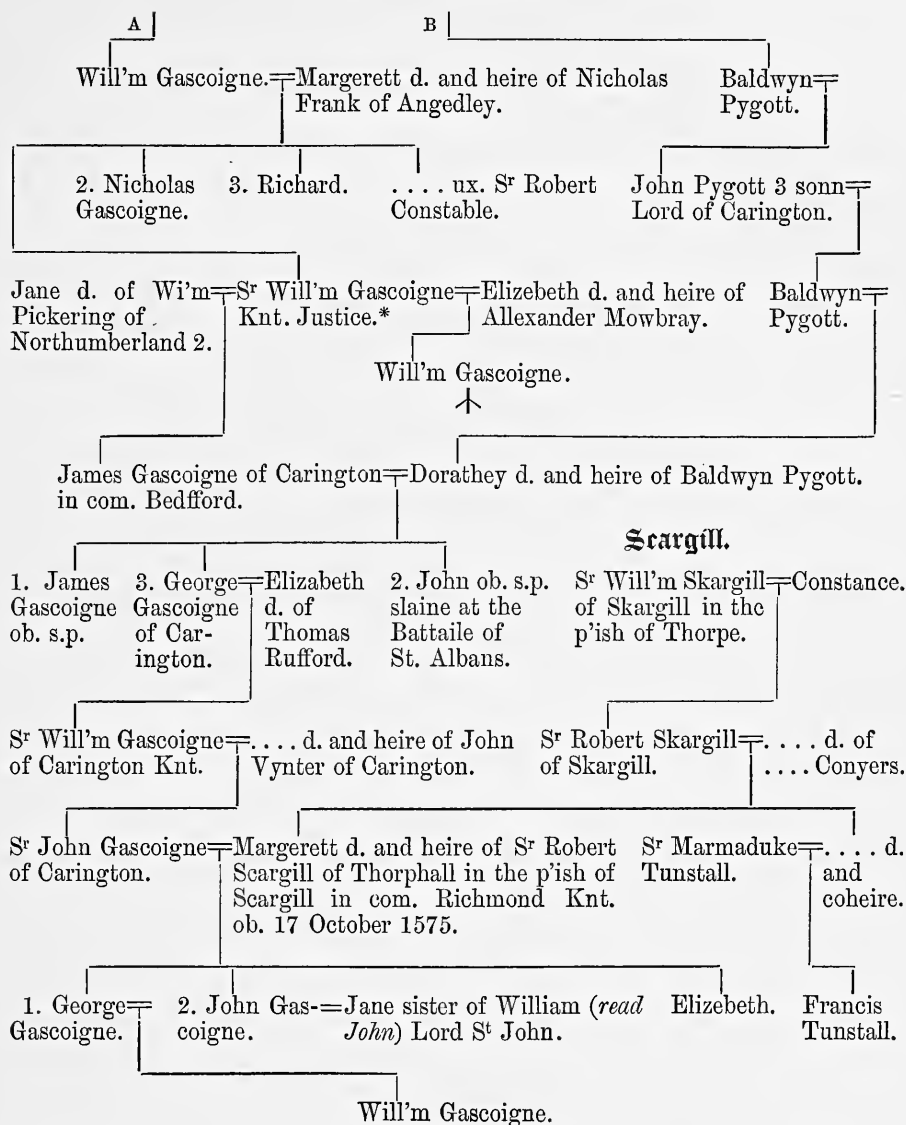 A
B
Will'm Gascoigne.
Margerett d. and heire of Nicholas
Frank of Angedley.
Baldwyn
Pygott.
2. Nicholas
Gascoigne.
3. Richard.
.... ux. Sr Robert
Constable.
John Pygott 3 sonn
Lord of Carington.
Jane d. of Wi'm
Pickering of
Northumberland 2.
Sr Will'm Gascoigne
Knt. Justice.*
Elizebeth d. and heire of
Allexander Mowbray.
Baldwyn
Pygott.
Will'm Gascoigne.
James Gascoigne of Carington
in com. Bedfford.
Dorathey d. and heire of Baldwyn Pygott.
1. James
Gascoigne
ob. s.p.
3. George
Gascoigne
of Car-
ington.
Elizabeth
d. of
Thomas
Rufford.
2. John ob. s.p.
slaine at the
Battaile of
St. Albans.
Scargill.
Sr Will'm Skargill
of Skargill in the
p'ish of Thorpe.
Constance.
Sr Will'm Gascoigne
of Carington Knt.
.... d. and heire of John
Vynter of Carington.
Sr Robert Skargill
of Skargill.
.... d. of
.... Conyers.
Sr John Gascoigne
of Carington.
Margerett d. and heire of Sr Robert
Scargill of Thorphall in the p'ish of
Scargill in com. Richmond Knt.
ob. 17 October 1575.
Sr Marmaduke
Tunstall.
.... d.
and
coheire.
1. George
Gascoigne.
2. John Gas-
coigne.
Jane sister of William (read
John) Lord St John.
Elizebeth.
Francis
Tunstall.
Will'm Gascoigne.